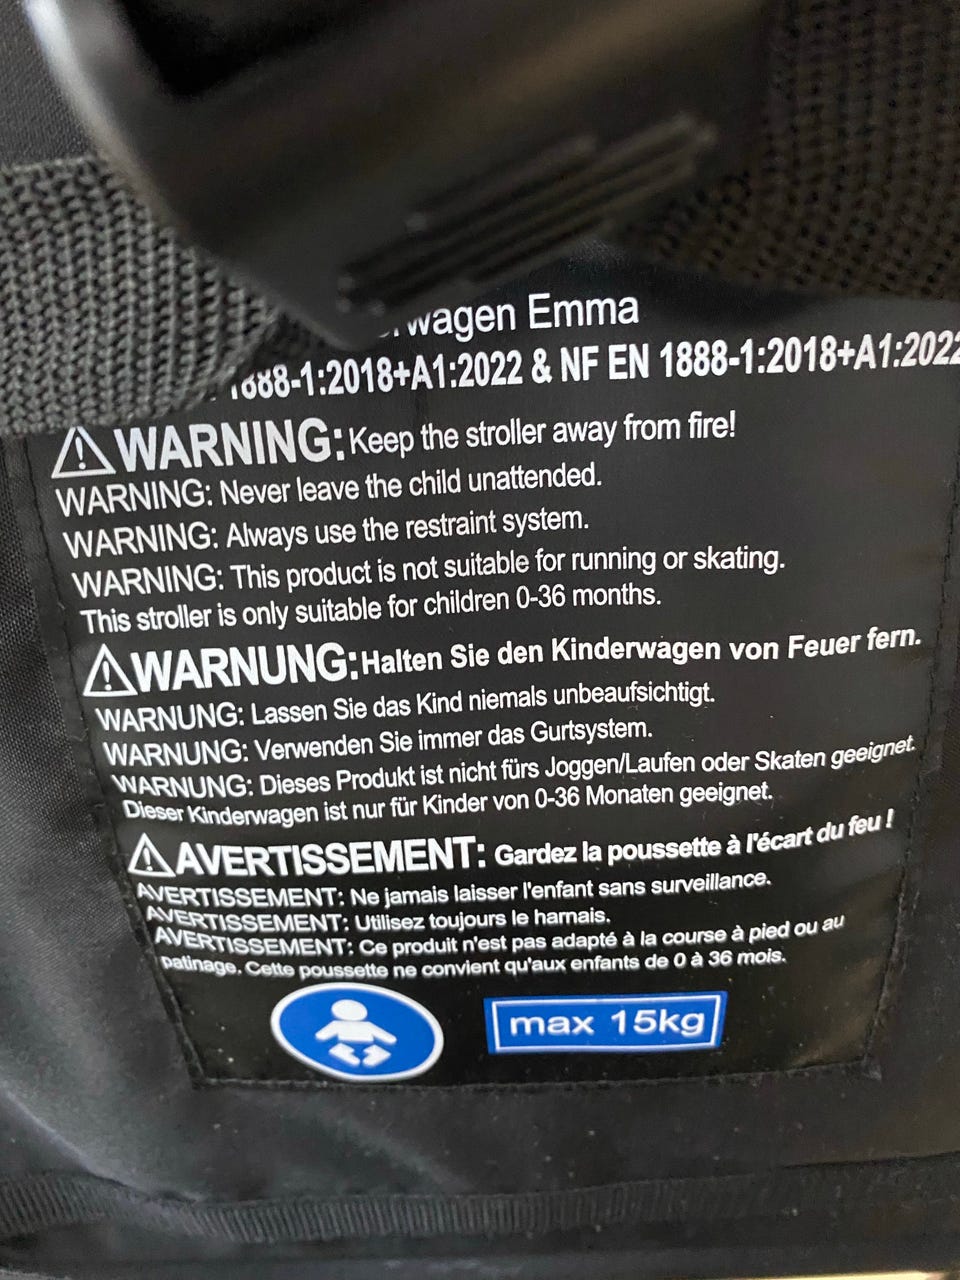 Emma
1888-1:2018+A1:2022 & NF EN 1888-1:2018+A1:2022
WARNING: Keep the stroller away from fire!
WARNING: Never leave the child unattended.
WARNING: Always use the restraint system.
WARNING: This product is not suitable for running or skating.
This stroller is only suitable for children 0-36 months.
WARNUNG: Halten Sie den Kinderwagen von Feuer fern.
WARNUNG: Lassen Sie das Kind niemals unbeaufsichtigt.
WARNUNG: Verwenden Sie immer das Gurtsystem.
WARNUNG: Dieses Produkt ist nicht fürs Joggen/Laufen oder Skaten geeignet.
Dieser Kinderwagen ist nur für Kinder von 0-36 Monaten geeignet.
AVERTISSEMENT: Gardez la poussette à l'écart du feu !
AVERTISSEMENT: Ne jamais laisser l'enfant sans surveillance.
AVERTISSEMENT: Utilisez toujours le harnais.
AVERTISSEMENT: Ce produit n'est pas adapté à la course à pied ou au
patinage. Cette poussette ne convient qu'aux enfants de 0 à 36 mois.
max 15kg